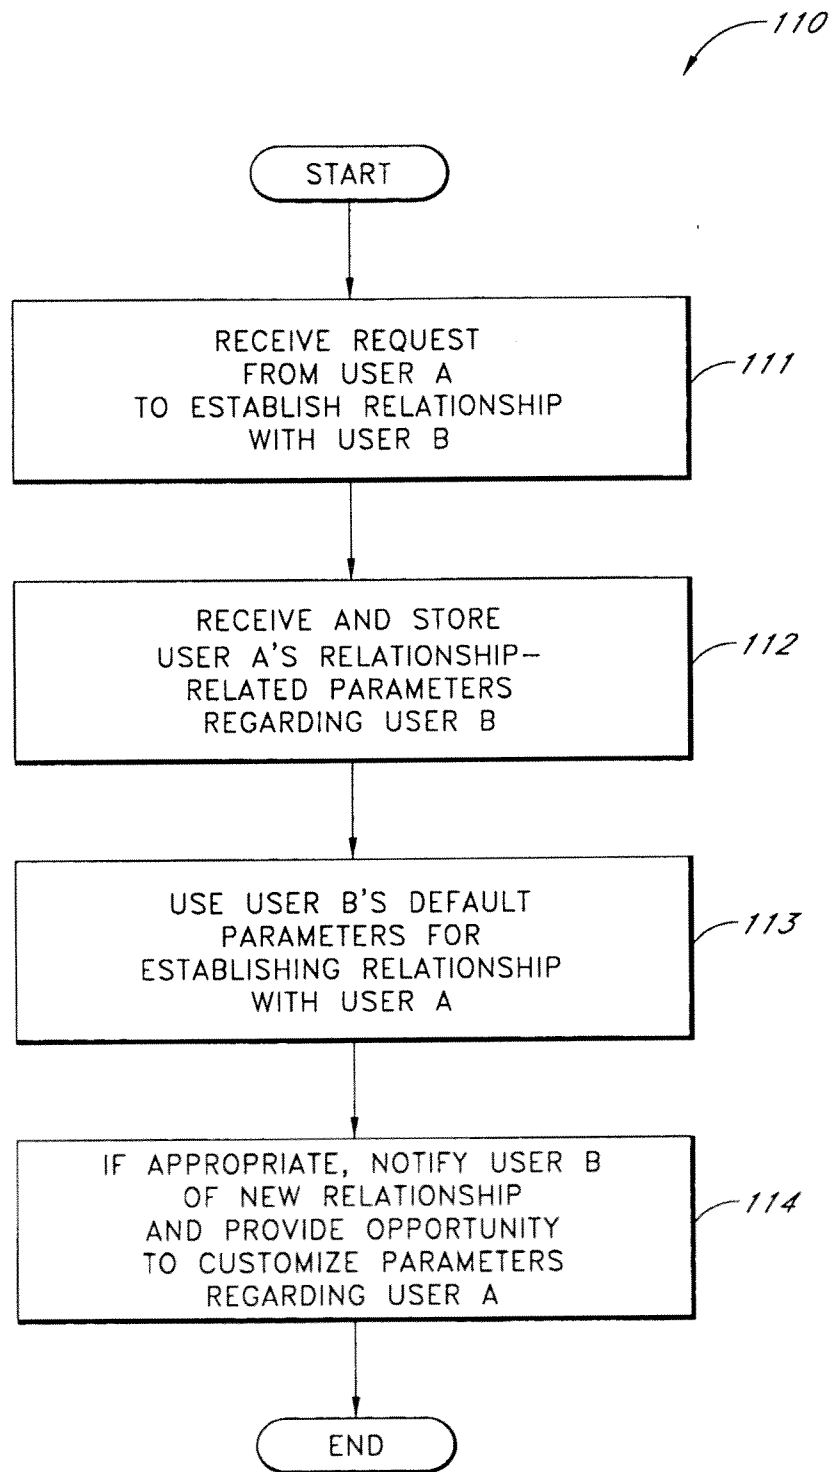 110
START
RECEIVE REQUEST
FROM USER A
TO ESTABLISH RELATIONSHIP
WITH USER B
111
RECEIVE AND STORE
USER A'S RELATIONSHIP-
RELATED PARAMETERS
REGARDING USER B
112
USE USER B'S DEFAULT
PARAMETERS FOR
ESTABLISHING RELATIONSHIP
WITH USER A
113
IF APPROPRIATE, NOTIFY USER B
OF NEW RELATIONSHIP
AND PROVIDE OPPORTUNITY
TO CUSTOMIZE PARAMETERS
REGARDING USER A
114
END